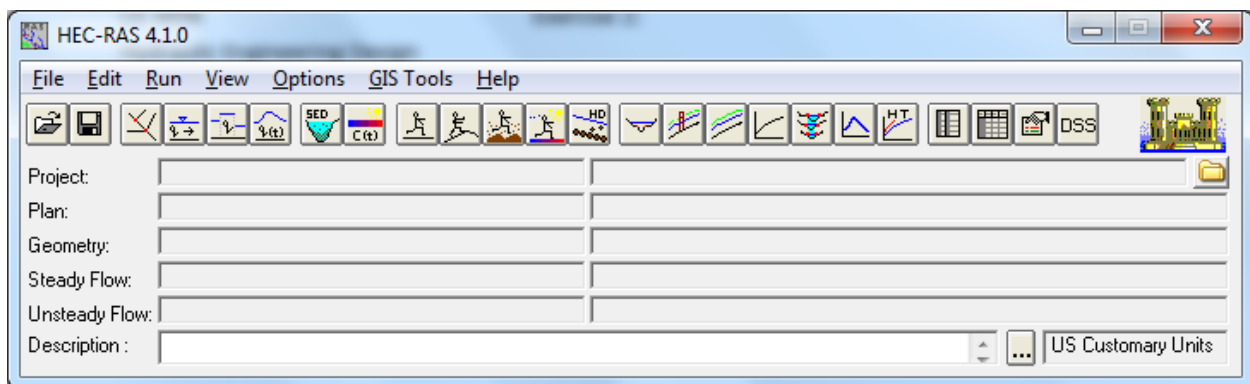 HEC-RAS 4.1.0
File Edit Run View Options GIS Tools Help
SED C(t) HD HT DSS
Project:
Plan:
Geometry:
Steady Flow:
Unsteady Flow:
Description :
... US Customary Units